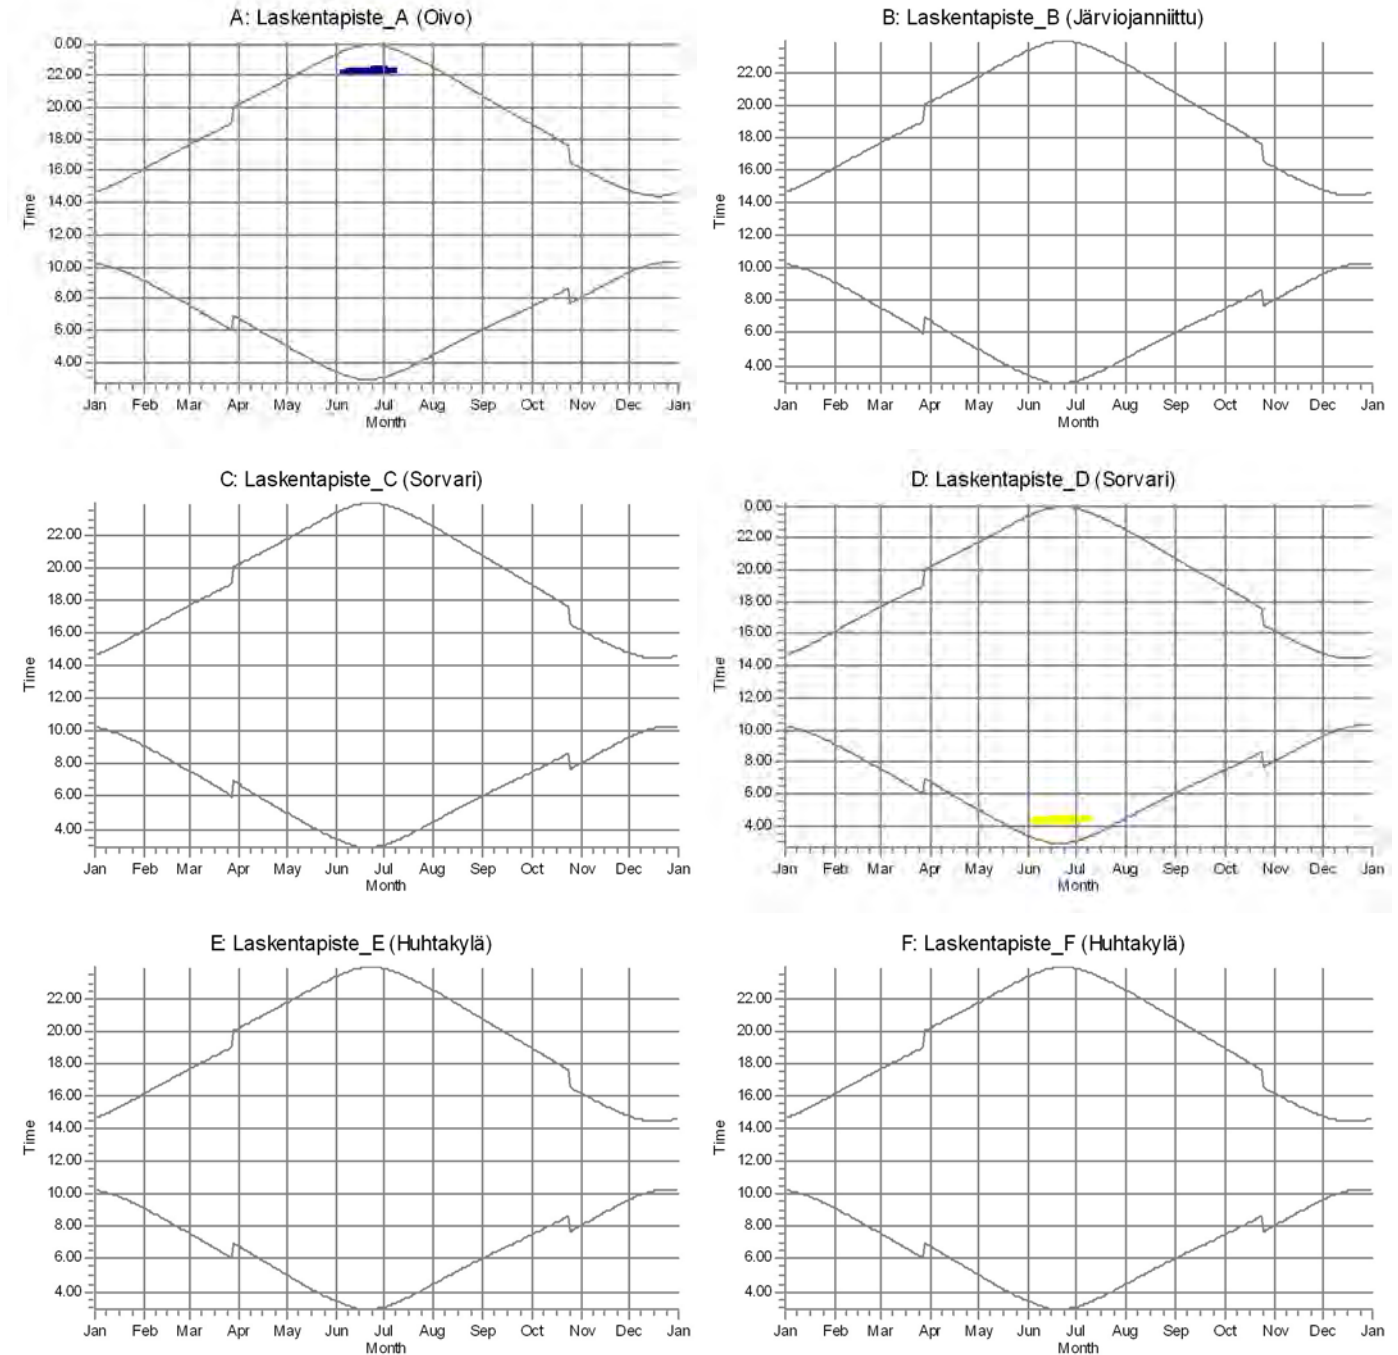 A: Laskentapiste_A (Oivo)
0.00
22.00
20.00
18.00
16.00
14.00
12.00
10.00
8.00
6.00
4.00
Time
Jan Feb Mar Apr May Jun Jul Aug Sep Oct Nov Dec Jan
Month
B: Laskentapiste_B (Järviojanniittu)
22.00
20.00
18.00
16.00
14.00
12.00
10.00
8.00
6.00
4.00
Time
Jan Feb Mar Apr May Jun Jul Aug Sep Oct Nov Dec Jan
Month
C: Laskentapiste_C (Sorvari)
22.00
20.00
18.00
16.00
14.00
12.00
10.00
8.00
6.00
4.00
Time
Jan Feb Mar Apr May Jun Jul Aug Sep Oct Nov Dec Jan
Month
D: Laskentapiste_D (Sorvari)
0.00
22.00
20.00
18.00
16.00
14.00
12.00
10.00
8.00
6.00
4.00
Time
Jan Feb Mar Apr May Jun Jul Aug Sep Oct Nov Dec Jan
Month
E: Laskentapiste_E (Huhtakylä)
22.00
20.00
18.00
16.00
14.00
12.00
10.00
8.00
6.00
4.00
Time
Jan Feb Mar Apr May Jun Jul Aug Sep Oct Nov Dec Jan
Month
F: Laskentapiste_F (Huhtakylä)
22.00
20.00
18.00
16.00
14.00
12.00
10.00
8.00
6.00
4.00
Time
Jan Feb Mar Apr May Jun Jul Aug Sep Oct Nov Dec Jan
Month